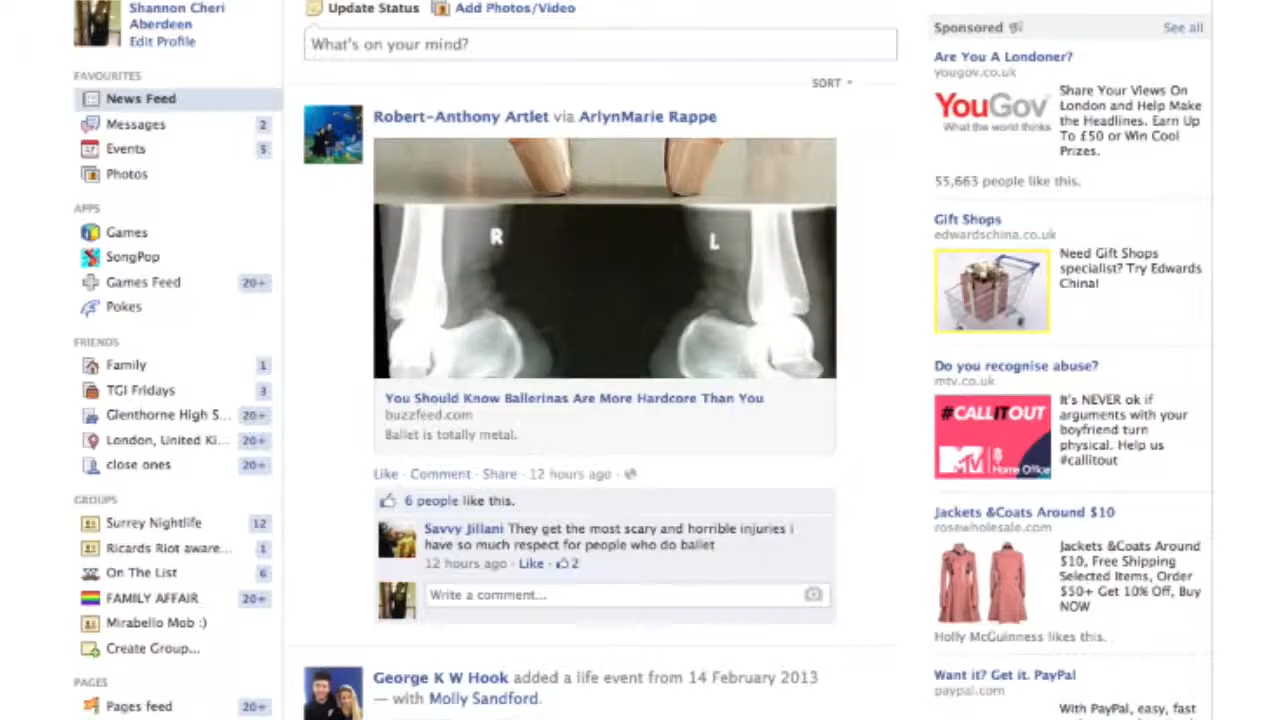 Shannon Cheri
Aberdeen
Edit Profile
FAVOURITES
News Feed
Messages 2
Events 5
Photos
APPS
Games
SongPop
Games Feed 20+
Pokes
FRIENDS
Family 1
TGI Fridays 3
Glenthorne High S... 20+
London, United Ki... 20+
close ones 20+
GROUPS
Surrey Nightlife 12
Ricards Riot aware... 1
On The List 6
FAMILY AFFAIR 20+
Mirabello Mob :)
Create Group...
PAGES
Pages feed 20+
Update Status Add Photos/Video
What's on your mind?
SORT
Robert-Anthony Artlet via ArlynMarie Rappe
R L
You Should Know Ballerinas Are More Hardcore Than You
buzzfeed.com
Ballet is totally metal.
Like · Comment · Share · 12 hours ago ·
6 people like this.
Savvy Jillani They get the most scary and horrible injuries i
have so much respect for people who do ballet
12 hours ago · Like · 2
Write a comment...
George K W Hook added a life event from 14 February 2013
— with Molly Sandford.
Sponsored See all
Are You A Londoner?
yougov.co.uk
YouGov
What the world thinks
Share Your Views On
London and Help Make
the Headlines. Earn Up
To £50 or Win Cool
Prizes.
55,663 people like this.
Gift Shops
edwardschina.co.uk
Need Gift Shops
specialist? Try Edwards
China!
Do you recognise abuse?
mtv.co.uk
#CALLITOUT
MTV Home Office
It's NEVER ok if
arguments with your
boyfriend turn
physical. Help us
#callitout
Jackets &Coats Around $10
rosewholesale.com
Jackets &Coats Around
$10, Free Shipping
Selected Items, Order
$50+ Get 10% Off, Buy
NOW
Holly McGuinness likes this.
Want it? Get it. PayPal
paypal.com
With PayPal, easy, fast